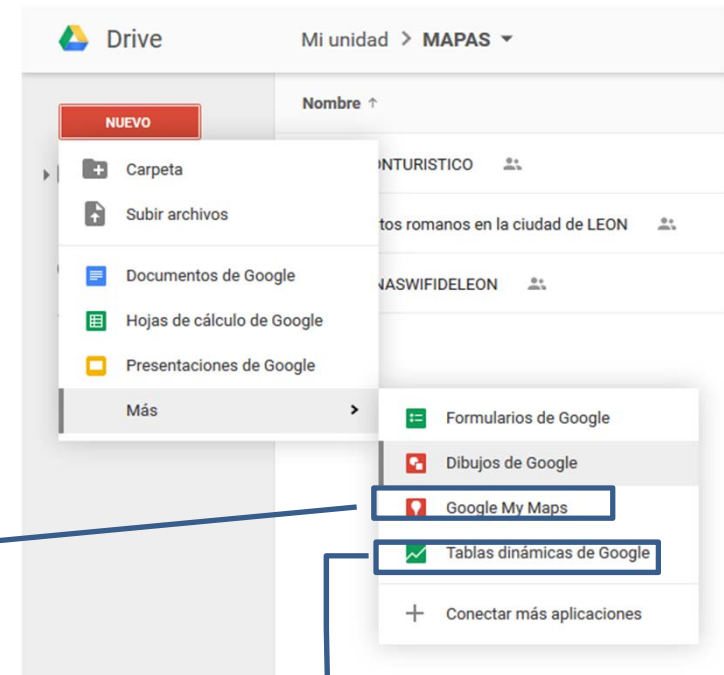 Drive
Mi unidad > MAPAS
NUEVO
Nombre ↑
Carpeta
NTURISTICO
Subir archivos
tos romanos en la ciudad de LEON
Documentos de Google
NASWIFIDELEON
Hojas de cálculo de Google
Presentaciones de Google
Más >
Formularios de Google
Dibujos de Google
Google My Maps
Tablas dinámicas de Google
+ Conectar más aplicaciones